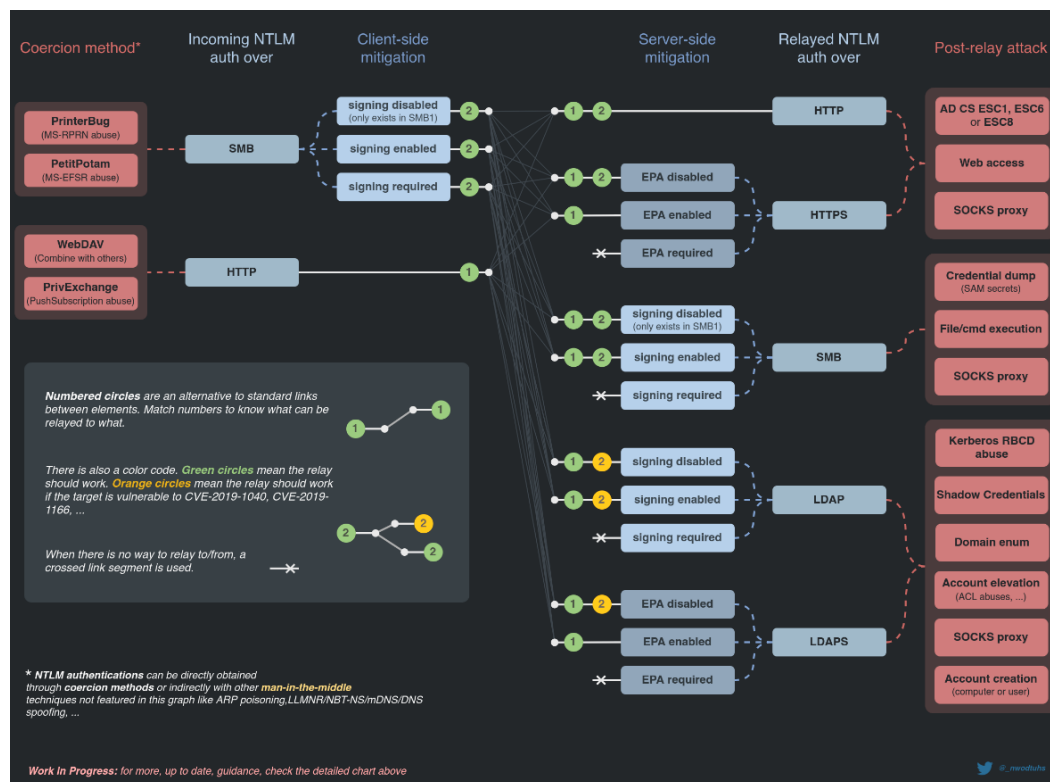 Coercion method*
Incoming NTLM
auth over
Client-side
mitigation
Server-side
mitigation
Relayed NTLM
auth over
Post-relay attack
PrinterBug
(MS-RPRN abuse)
PetitPotam
(MS-EFSR abuse)
SMB
signing disabled
(only exists in SMB1)
2
signing enabled
2
signing required
2
WebDAV
(Combine with others)
PrivExchange
(PushSubscription abuse)
HTTP
1
1 2
HTTP
1 2 EPA disabled
1 EPA enabled
EPA required
HTTPS
AD CS ESC1, ESC6
or ESC8
Web access
SOCKS proxy
1 2 signing disabled
(only exists in SMB1)
1 2 signing enabled
signing required
SMB
Credential dump
(SAM secrets)
File/cmd execution
SOCKS proxy
1 2 signing disabled
1 2 signing enabled
signing required
LDAP
1 2 EPA disabled
1 EPA enabled
EPA required
LDAPS
Kerberos RBCD
abuse
Shadow Credentials
Domain enum
Account elevation
(ACL abuses, ...)
SOCKS proxy
Account creation
(computer or user)
Numbered circles are an alternative to standard links
between elements. Match numbers to know what can be
relayed to what.
1 1
There is also a color code. Green circles mean the relay
should work. Orange circles mean the relay should work
if the target is vulnerable to CVE-2019-1040, CVE-2019-
1166, ...
2 2
2
When there is no way to relay to/from, a
crossed link segment is used.
* NTLM authentications can be directly obtained
through coercion methods or indirectly with other man-in-the-middle
techniques not featured in this graph like ARP poisoning,LLMNR/NBT-NS/mDNS/DNS
spoofing, ...
Work In Progress: for more, up to date, guidance, check the detailed chart above
@_nwodtuhs